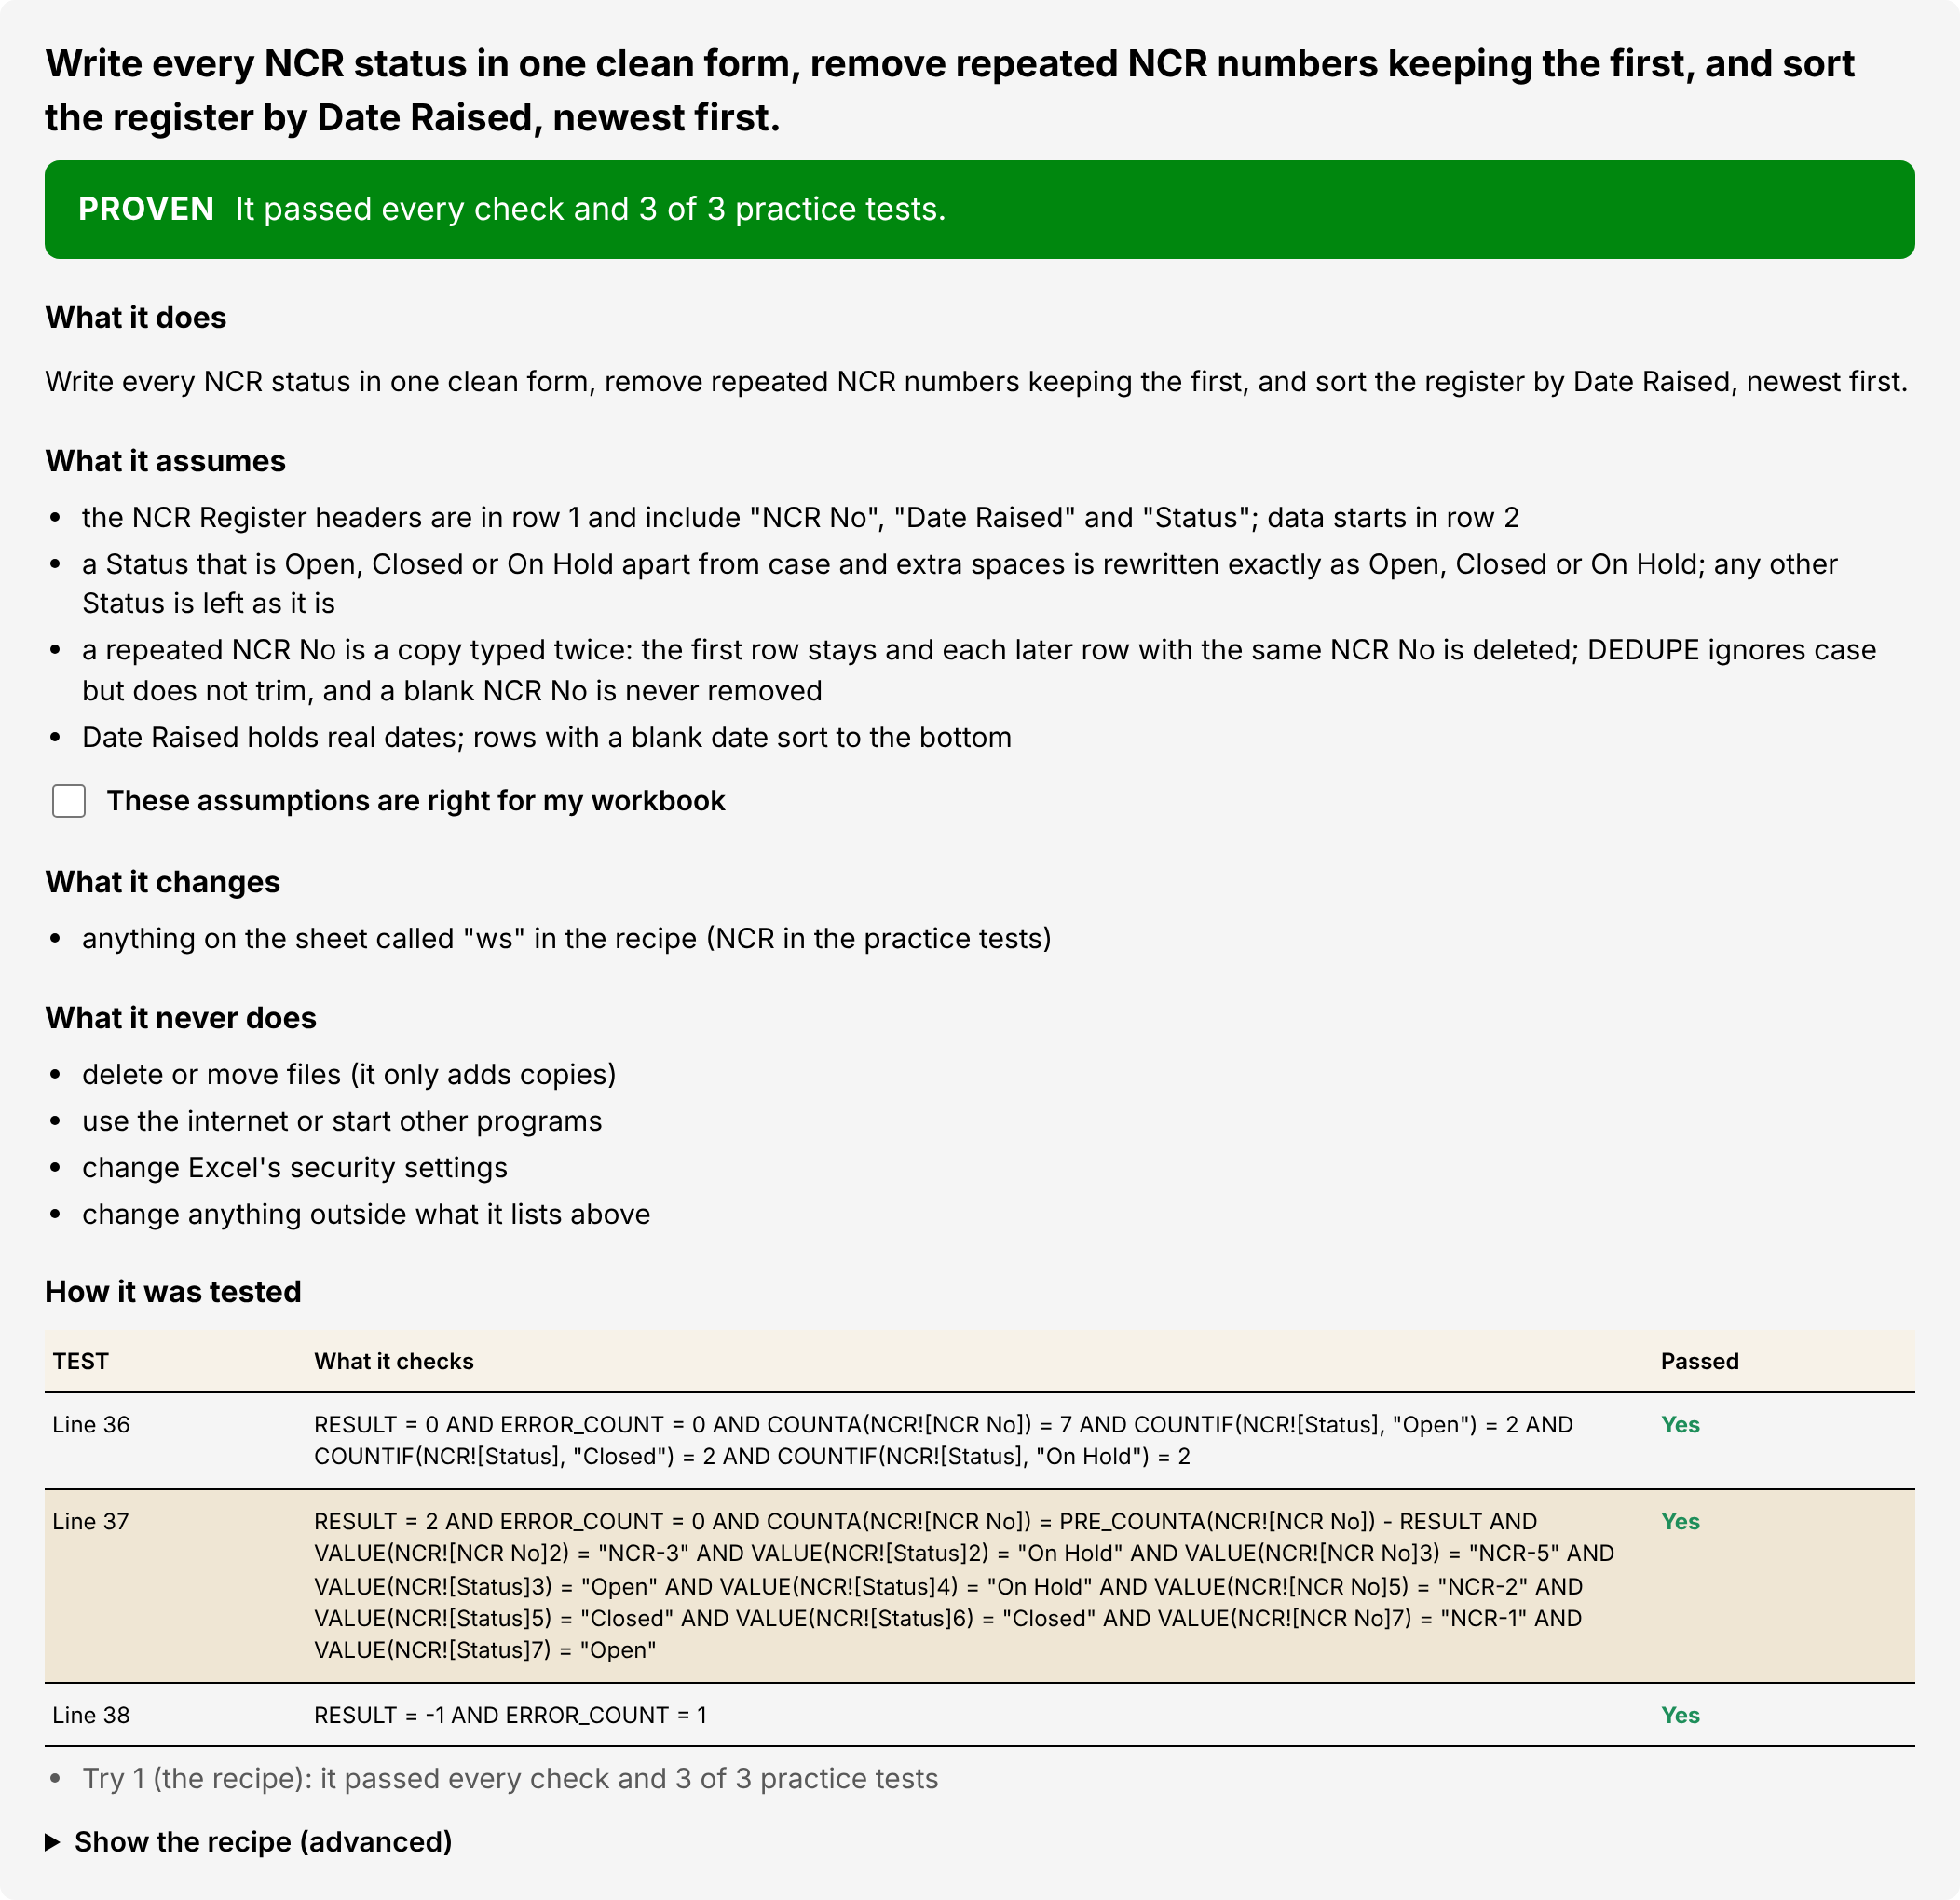 Write every NCR status in one clean form, remove repeated NCR numbers keeping the first, and sort
the register by Date Raised, newest first.
PROVEN It passed every check and 3 of 3 practice tests.
What it does
Write every NCR status in one clean form, remove repeated NCR numbers keeping the first, and sort the register by Date Raised, newest first.
What it assumes
• the NCR Register headers are in row 1 and include "NCR No", "Date Raised" and "Status"; data starts in row 2
• a Status that is Open, Closed or On Hold apart from case and extra spaces is rewritten exactly as Open, Closed or On Hold; any other
Status is left as it is
• a repeated NCR No is a copy typed twice: the first row stays and each later row with the same NCR No is deleted; DEDUPE ignores case
but does not trim, and a blank NCR No is never removed
• Date Raised holds real dates; rows with a blank date sort to the bottom
These assumptions are right for my workbook
What it changes
• anything on the sheet called "ws" in the recipe (NCR in the practice tests)
What it never does
• delete or move files (it only adds copies)
• use the internet or start other programs
• change Excel's security settings
• change anything outside what it lists above
How it was tested
TEST What it checks Passed
Line 36 RESULT = 0 AND ERROR_COUNT = 0 AND COUNTA(NCR![NCR No]) = 7 AND COUNTIF(NCR![Status], "Open") = 2 AND Yes
COUNTIF(NCR![Status], "Closed") = 2 AND COUNTIF(NCR![Status], "On Hold") = 2
Line 37 RESULT = 2 AND ERROR_COUNT = 0 AND COUNTA(NCR![NCR No]) = PRE_COUNTA(NCR![NCR No]) - RESULT AND Yes
VALUE(NCR![NCR No]2) = "NCR-3" AND VALUE(NCR![Status]2) = "On Hold" AND VALUE(NCR![NCR No]3) = "NCR-5" AND
VALUE(NCR![Status]3) = "Open" AND VALUE(NCR![Status]4) = "On Hold" AND VALUE(NCR![NCR No]5) = "NCR-2" AND
VALUE(NCR![Status]5) = "Closed" AND VALUE(NCR![Status]6) = "Closed" AND VALUE(NCR![NCR No]7) = "NCR-1" AND
VALUE(NCR![Status]7) = "Open"
Line 38 RESULT = -1 AND ERROR_COUNT = 1 Yes
• Try 1 (the recipe): it passed every check and 3 of 3 practice tests
▶ Show the recipe (advanced)